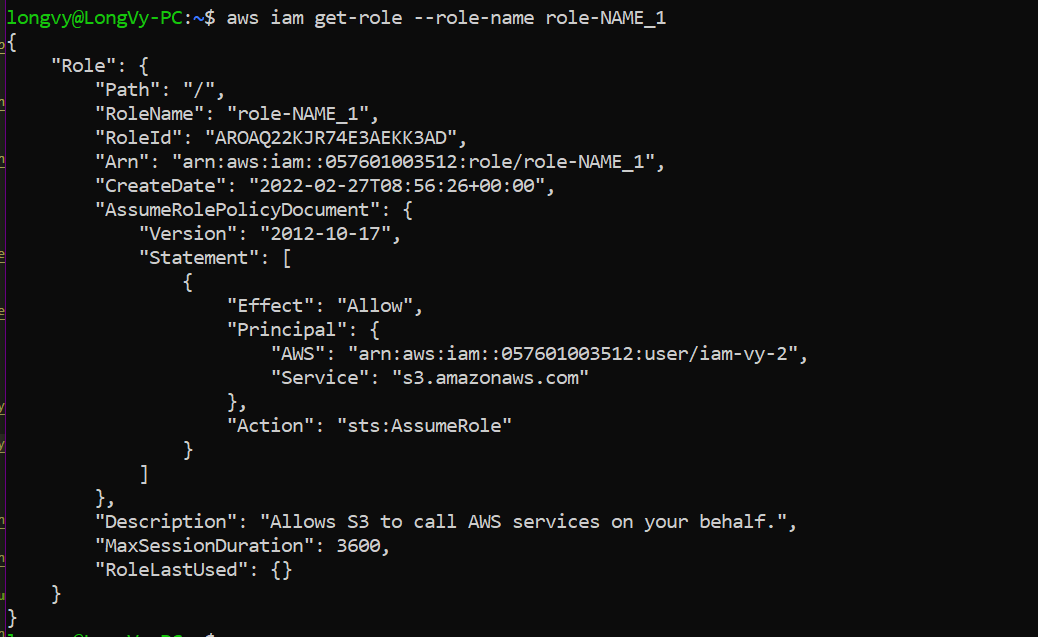 longvy@LongVy-PC:~$ aws iam get-role --role-name role-NAME_1
{
    "Role": {
        "Path": "/",
        "RoleName": "role-NAME_1",
        "RoleId": "AROAQ22KJR74E3AEKK3AD",
        "Arn": "arn:aws:iam::057601003512:role/role-NAME_1",
        "CreateDate": "2022-02-27T08:56:26+00:00",
        "AssumeRolePolicyDocument": {
            "Version": "2012-10-17",
            "Statement": [
                {
                    "Effect": "Allow",
                    "Principal": {
                        "AWS": "arn:aws:iam::057601003512:user/iam-vy-2",
                        "Service": "s3.amazonaws.com"
                    },
                    "Action": "sts:AssumeRole"
                }
            ]
        },
        "Description": "Allows S3 to call AWS services on your behalf.",
        "MaxSessionDuration": 3600,
        "RoleLastUsed": {}
    }
}